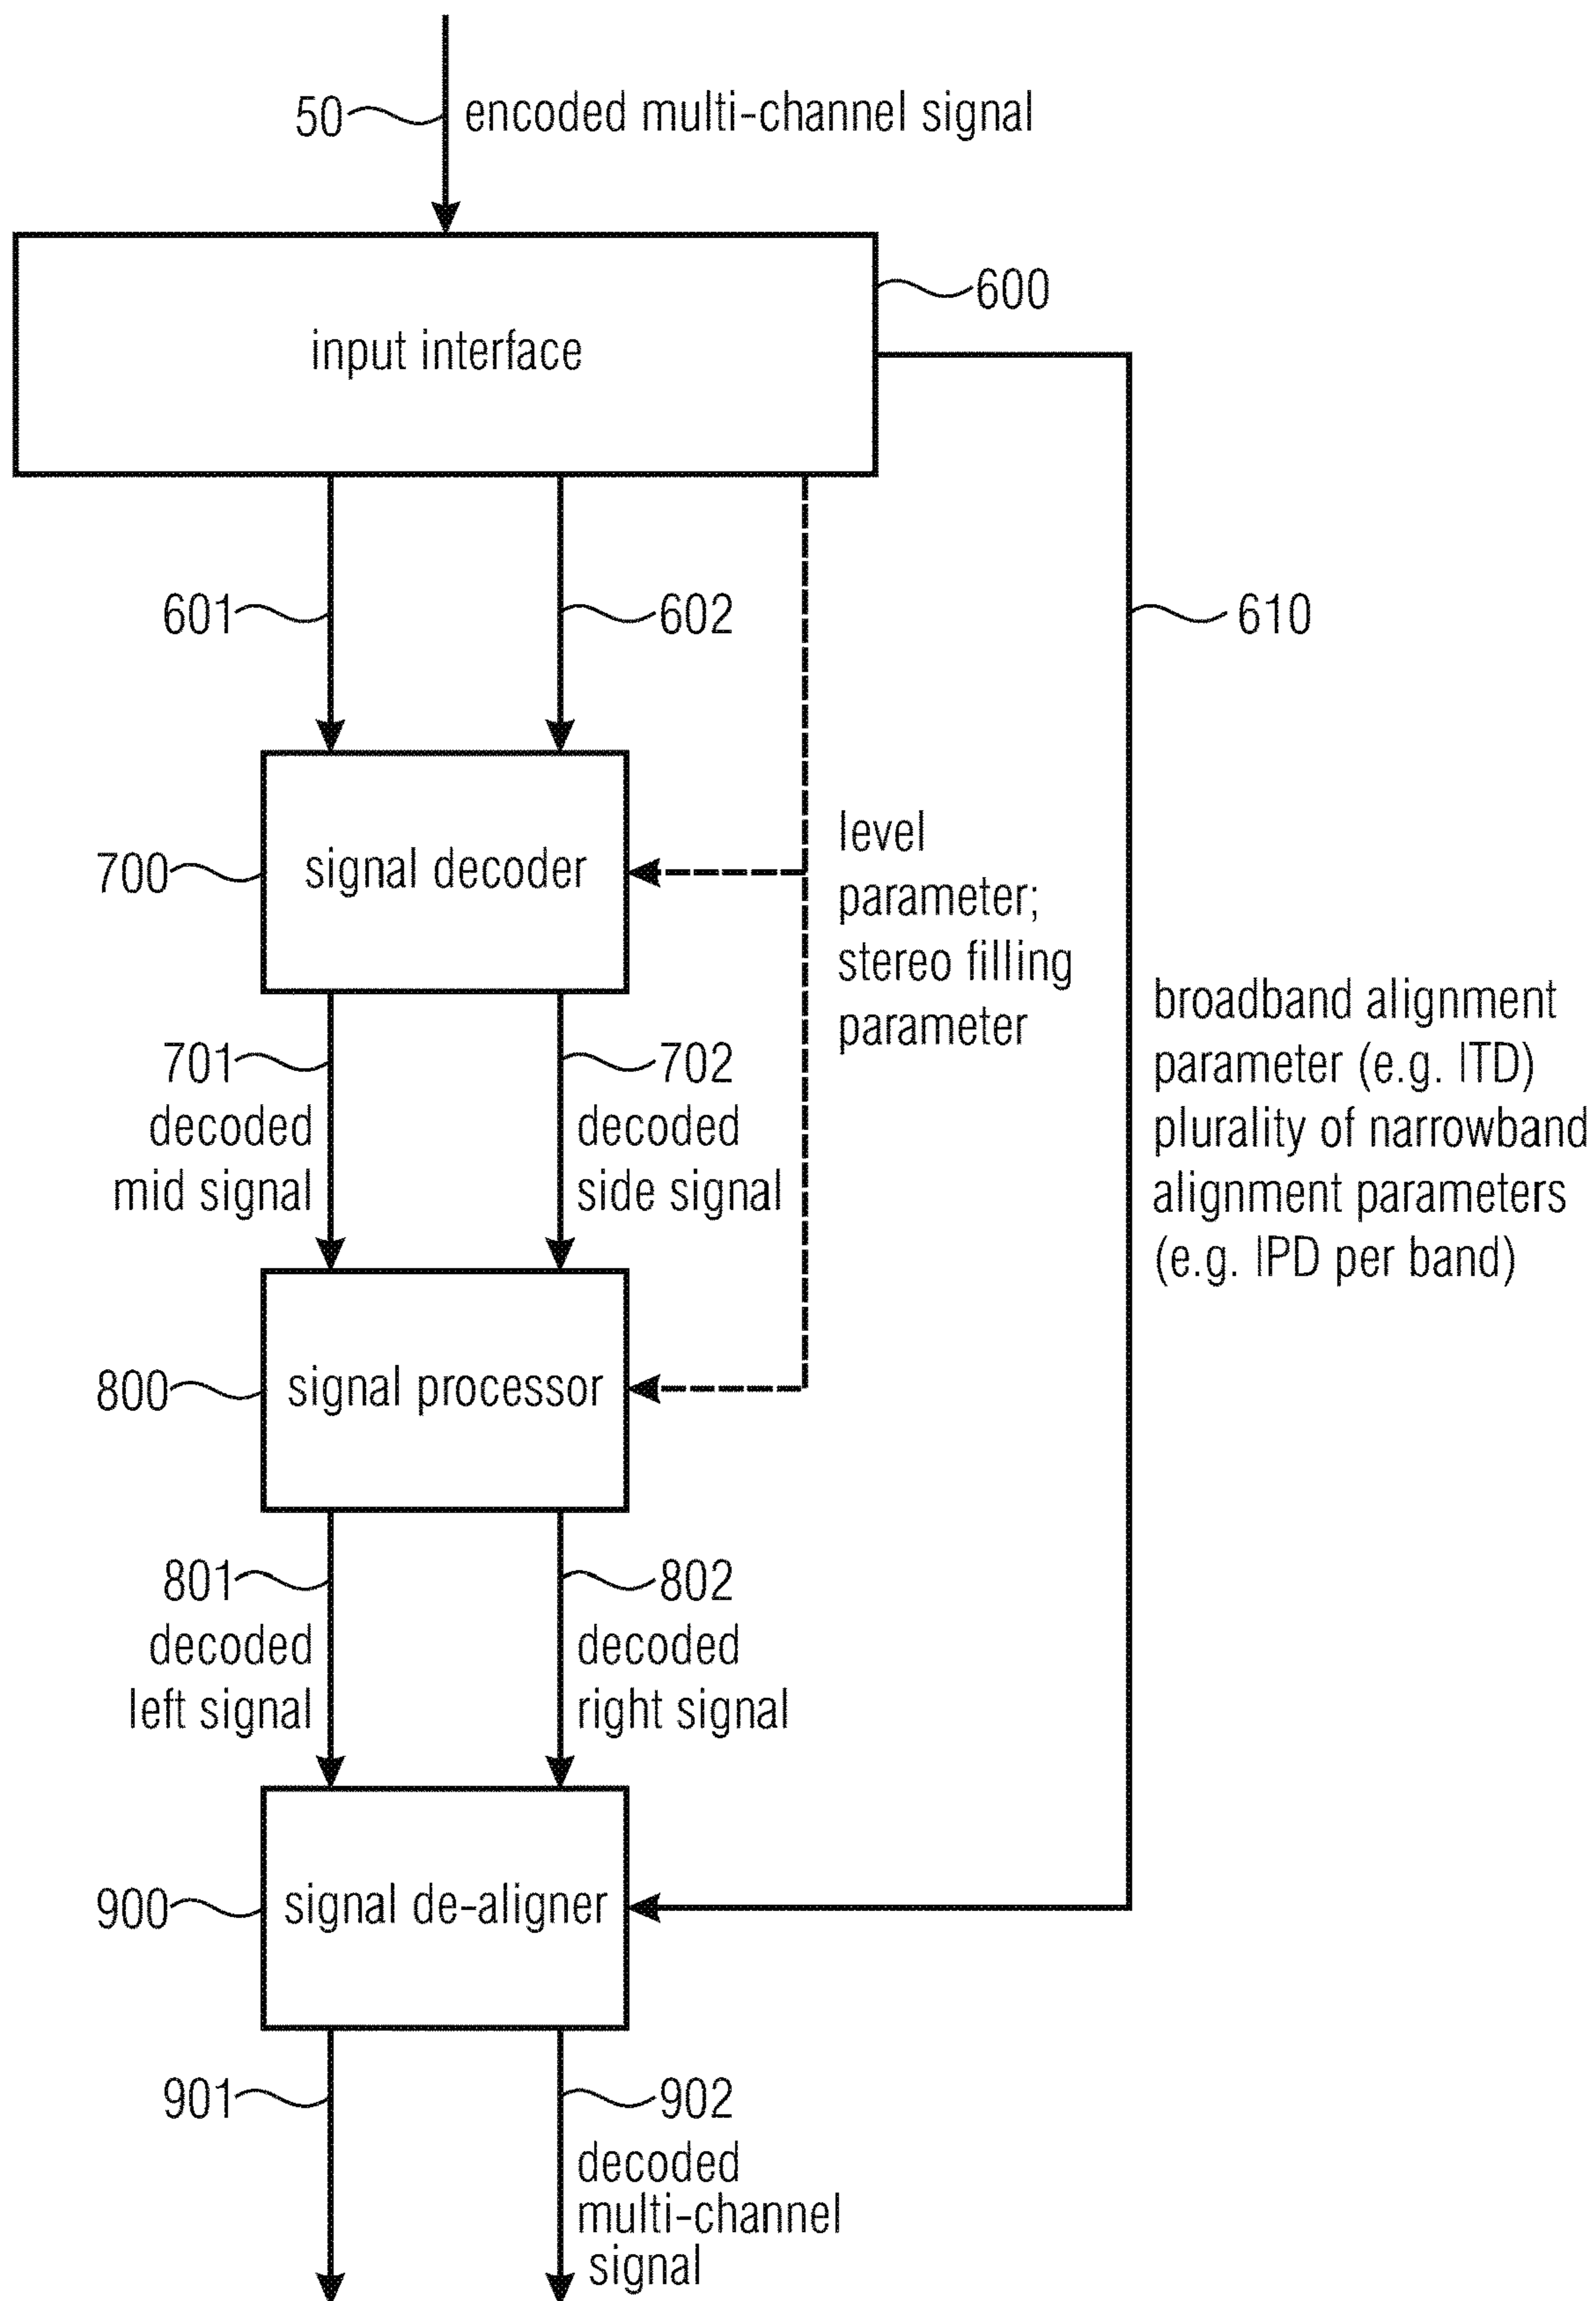 50
encoded multi-channel signal
600
input interface
601
602
610
level
parameter;
stereo filling
parameter
700
signal decoder
broadband alignment
parameter (e.g. ITD)
plurality of narrowband
alignment parameters
(e.g. IPD per band)
701
decoded
mid signal
702
decoded
side signal
800
signal processor
801
decoded
left signal
802
decoded
right signal
900
signal de-aligner
901
902
decoded
multi-channel
signal